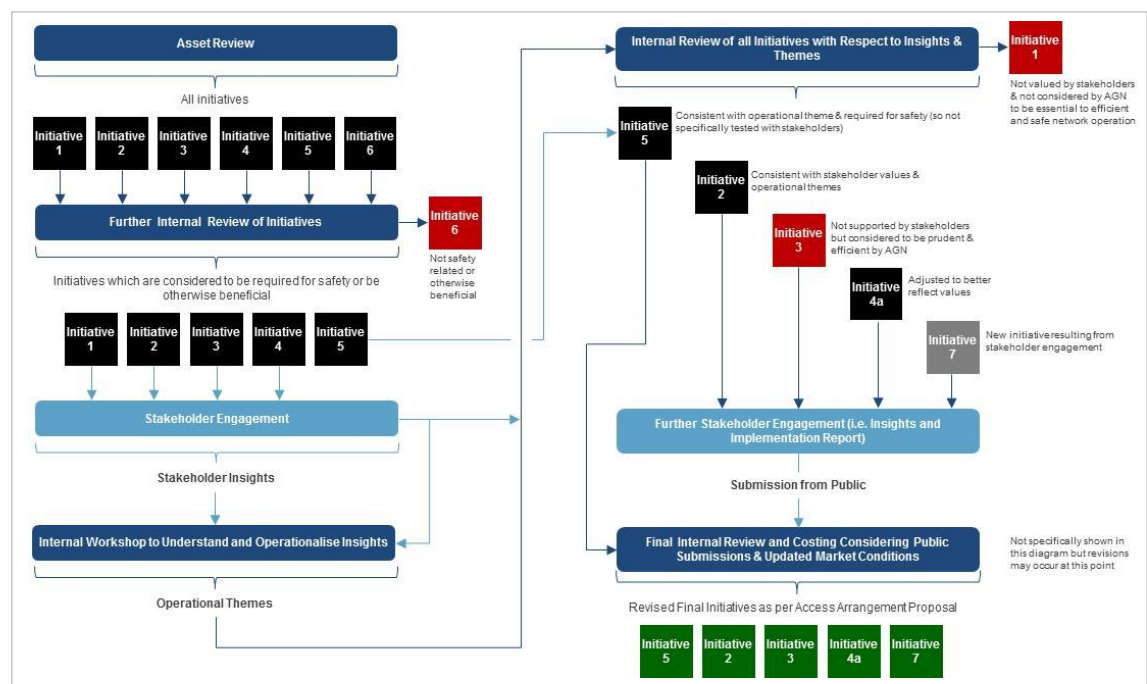 Asset Review
All initiatives
Initiative
1
Initiative
2
Initiative
3
Initiative
4
Initiative
5
Initiative
6
Further Internal Review of Initiatives
Initiative
6
Not safety
related or
otherwise
beneficial
Initiatives which are considered to be required for safety or be
otherwise beneficial
Initiative
1
Initiative
2
Initiative
3
Initiative
4
Initiative
5
Stakeholder Engagement
Stakeholder Insights
Internal Workshop to Understand and Operationalise Insights
Operational Themes
Internal Review of all Initiatives with Respect to Insights &
Themes
Initiative
1
Not valued by stakeholders
& not considered by AGN
to be essential to efficient
and safe network operation
Initiative
5
Consistent with operational theme & required for safety (so not
specifically tested with stakeholders)
Initiative
2
Consistent with stakeholder values &
operational themes
Initiative
3
Not supported by stakeholders
but considered to be prudent &
efficient by AGN
Initiative
4a
Adjusted to better
reflect values
Initiative
7
New initiative resulting from
stakeholder engagement
Further Stakeholder Engagement (i.e. Insights and
Implementation Report)
Submission from Public
Final Internal Review and Costing Considering Public
Submissions & Updated Market Conditions
Not specifically shown in
this diagram but revisions
may occur at this point
Revised Final Initiatives as per Access Arrangement Proposal
Initiative
5
Initiative
2
Initiative
3
Initiative
4a
Initiative
7